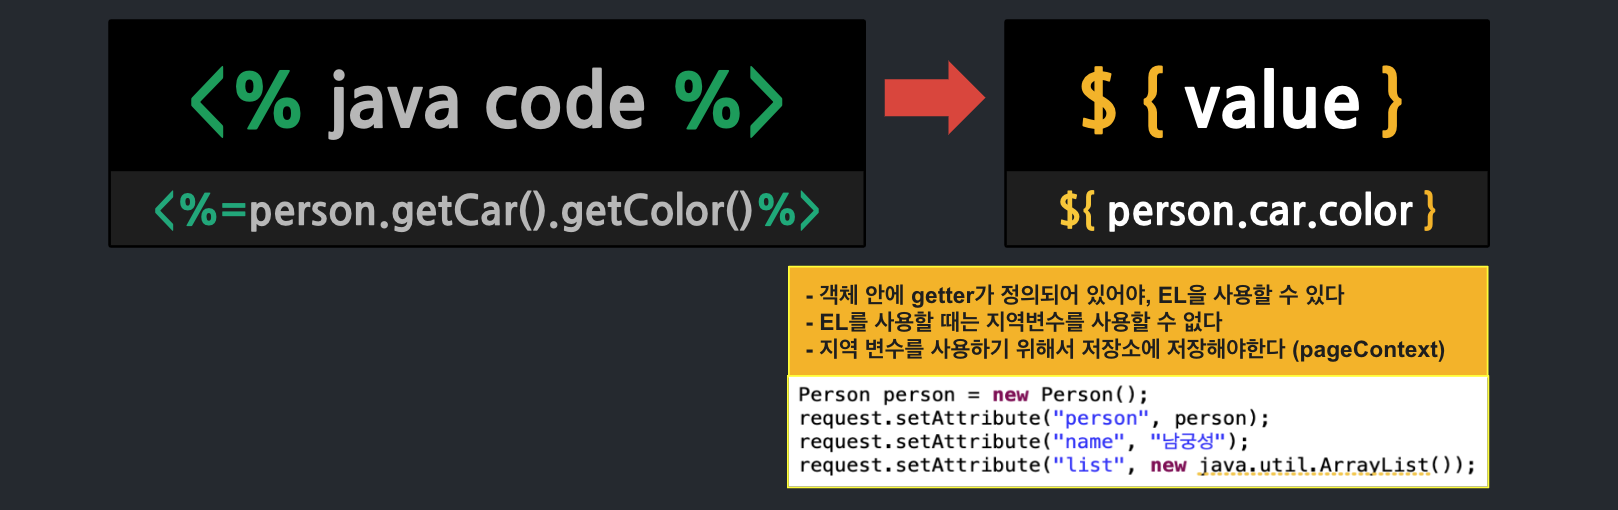 <% java code %>
<%=person.getCar().getColor()%>
$ { value }
${ person.car.color }
- 객체 안에 getter가 정의되어 있어야, EL을 사용할 수 있다
- EL를 사용할 때는 지역변수를 사용할 수 없다
- 지역 변수를 사용하기 위해서 저장소에 저장해야한다 (pageContext)
Person person = new Person();
request.setAttribute("person", person);
request.setAttribute("name", "남궁성");
request.setAttribute("list", new java.util.ArrayList());